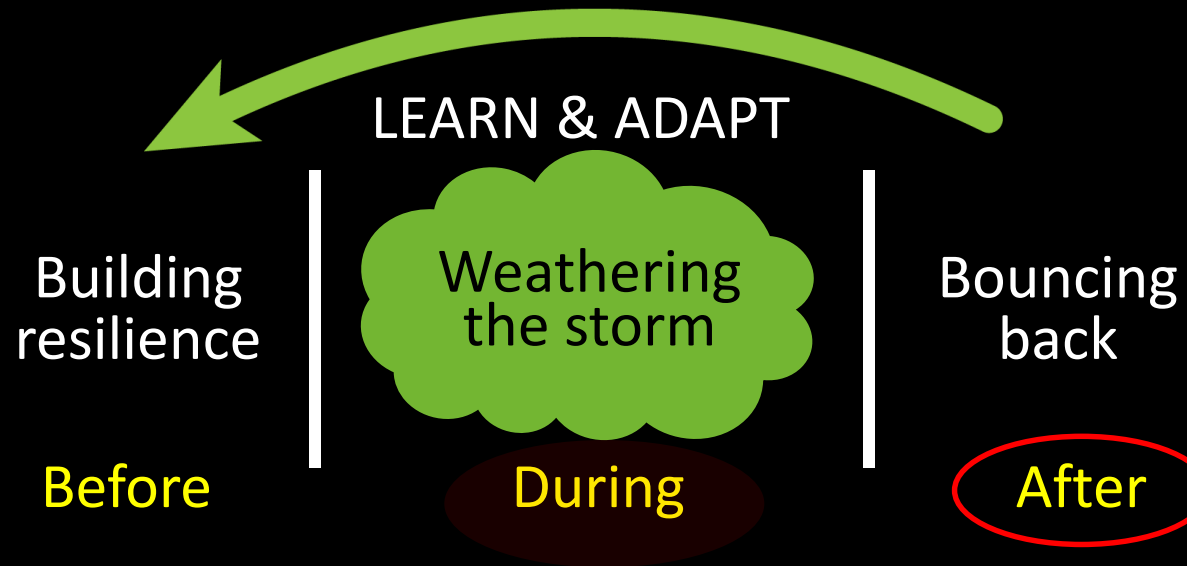 LEARN & ADAPT
Building
resilience
Weathering
the storm
Bouncing
back
Before
During
After